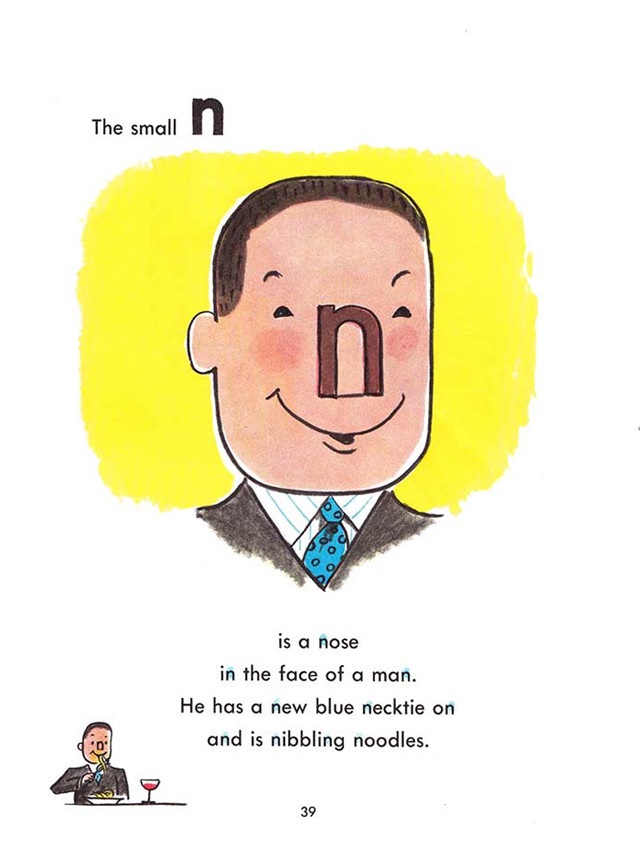 The small n
n
is a nose
in the face of a man.
He has a new blue necktie on
and is nibbling noodles.
39